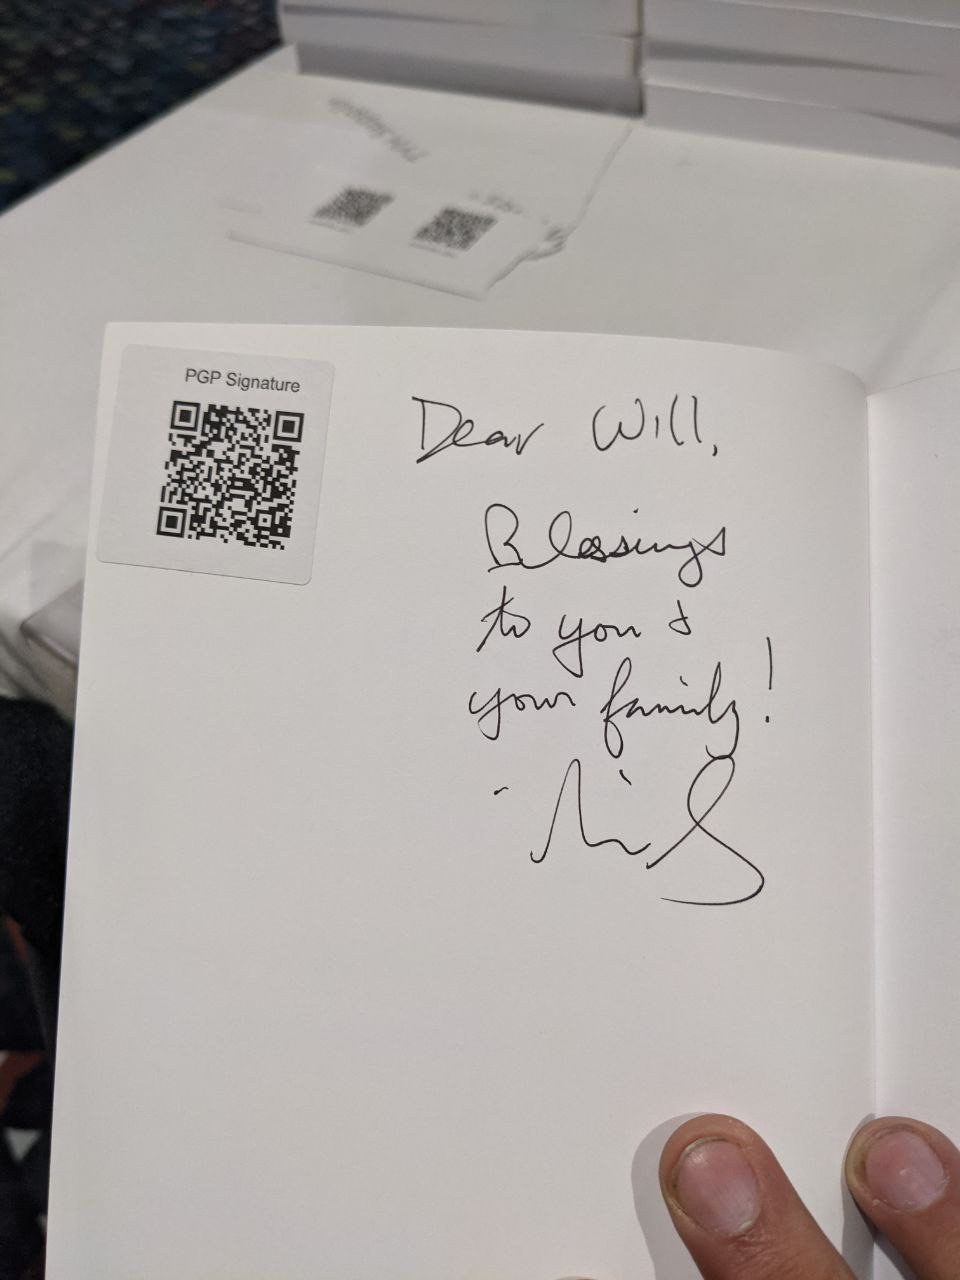 PGP Signature
Dear Will,
Blessings
to you &
your family!